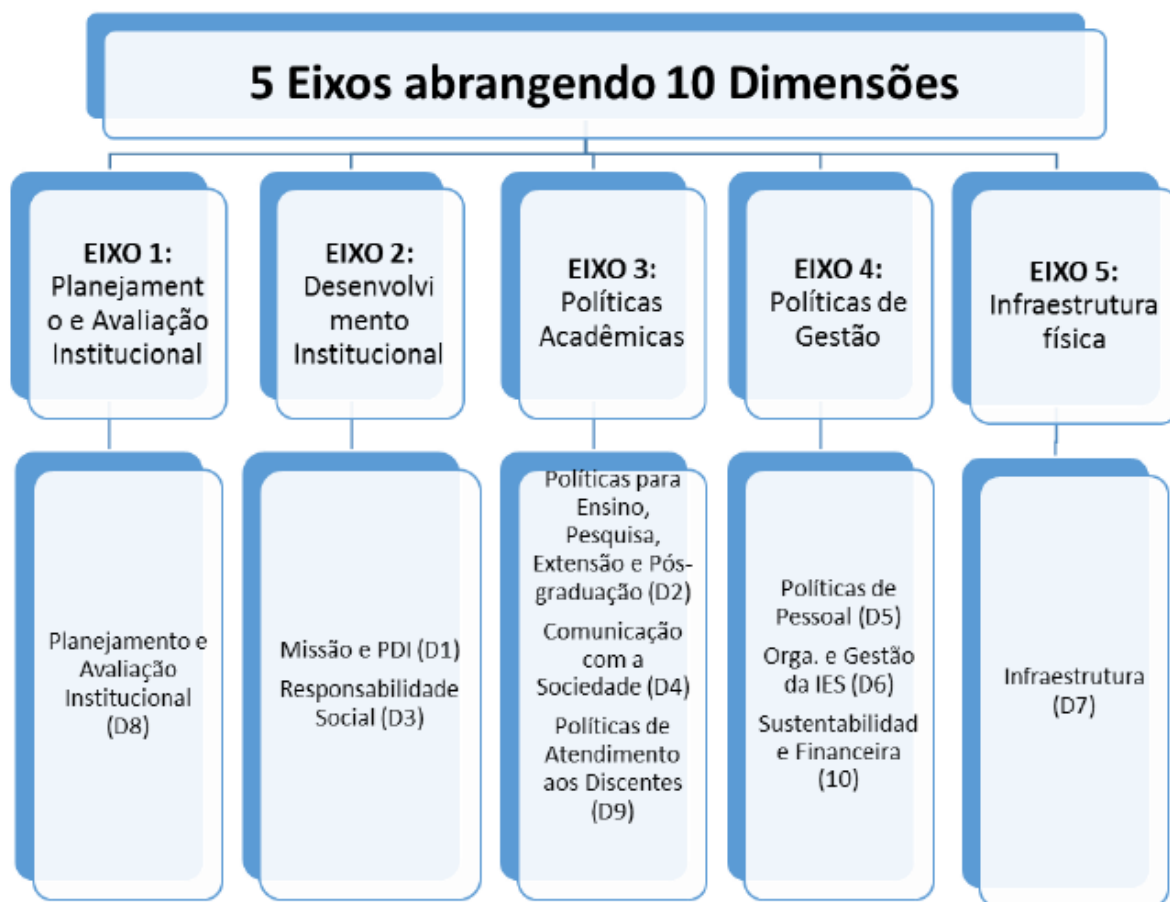 5 Eixos abrangendo 10 Dimensões
EIXO 1:
Planejament
o e Avaliação
Institucional
EIXO 2:
Desenvolvi
mento
Institucional
EIXO 3:
Políticas
Acadêmicas
EIXO 4:
Políticas de
Gestão
EIXO 5:
Infraestrutura
física
Planejamento e
Avaliação
Institucional
(D8)
Missão e PDI (D1)
Responsabilidade
Social (D3)
Políticas para
Ensino,
Pesquisa,
Extensão e Pós-
graduação (D2)
Comunicação
com a
Sociedade (D4)
Políticas de
Atendimento
aos Discentes
(D9)
Políticas de
Pessoal (D5)
Orga. e Gestão
da IES (D6)
Sustentabilidad
e Financeira
(10)
Infraestrutura
(D7)